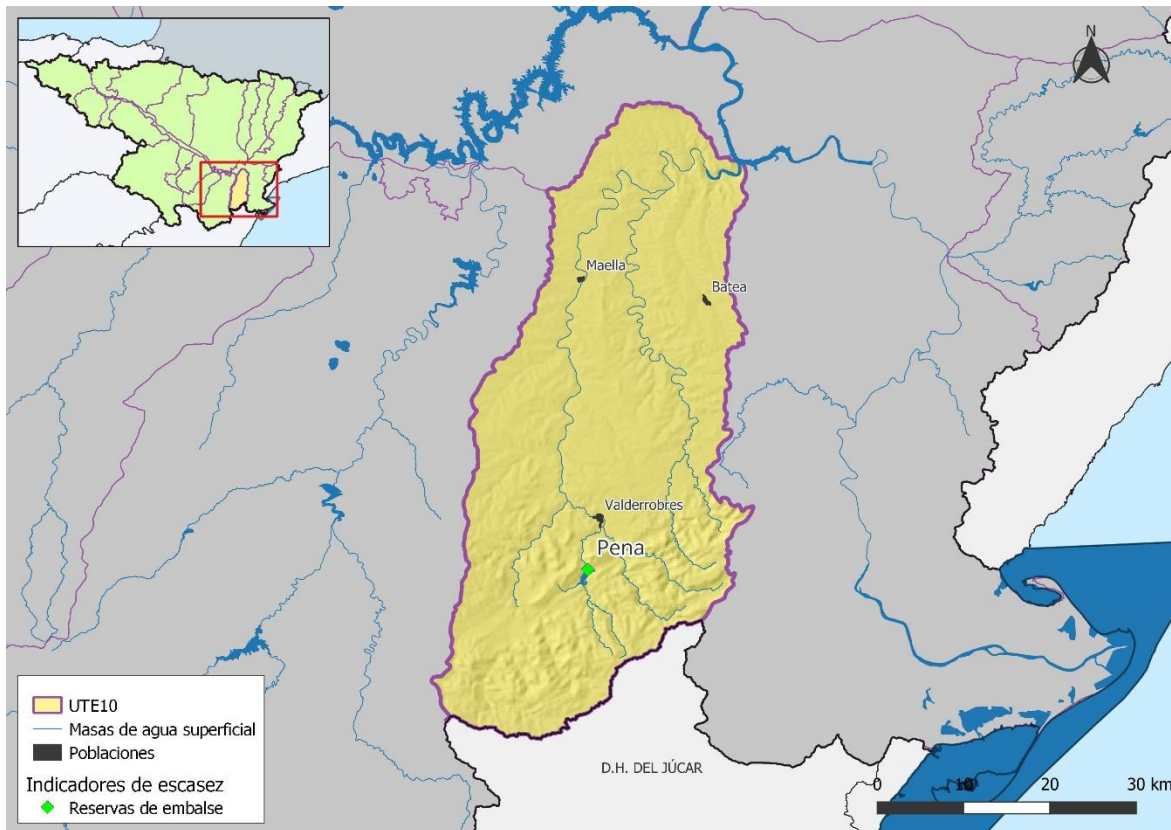 N
Maella
Batea
Valderrobres
Pena
UTE10
Masas de agua superficial
Poblaciones
Indicadores de escasez
Reservas de embalse
D.H. DEL JÚCAR
0 10 20 30 km